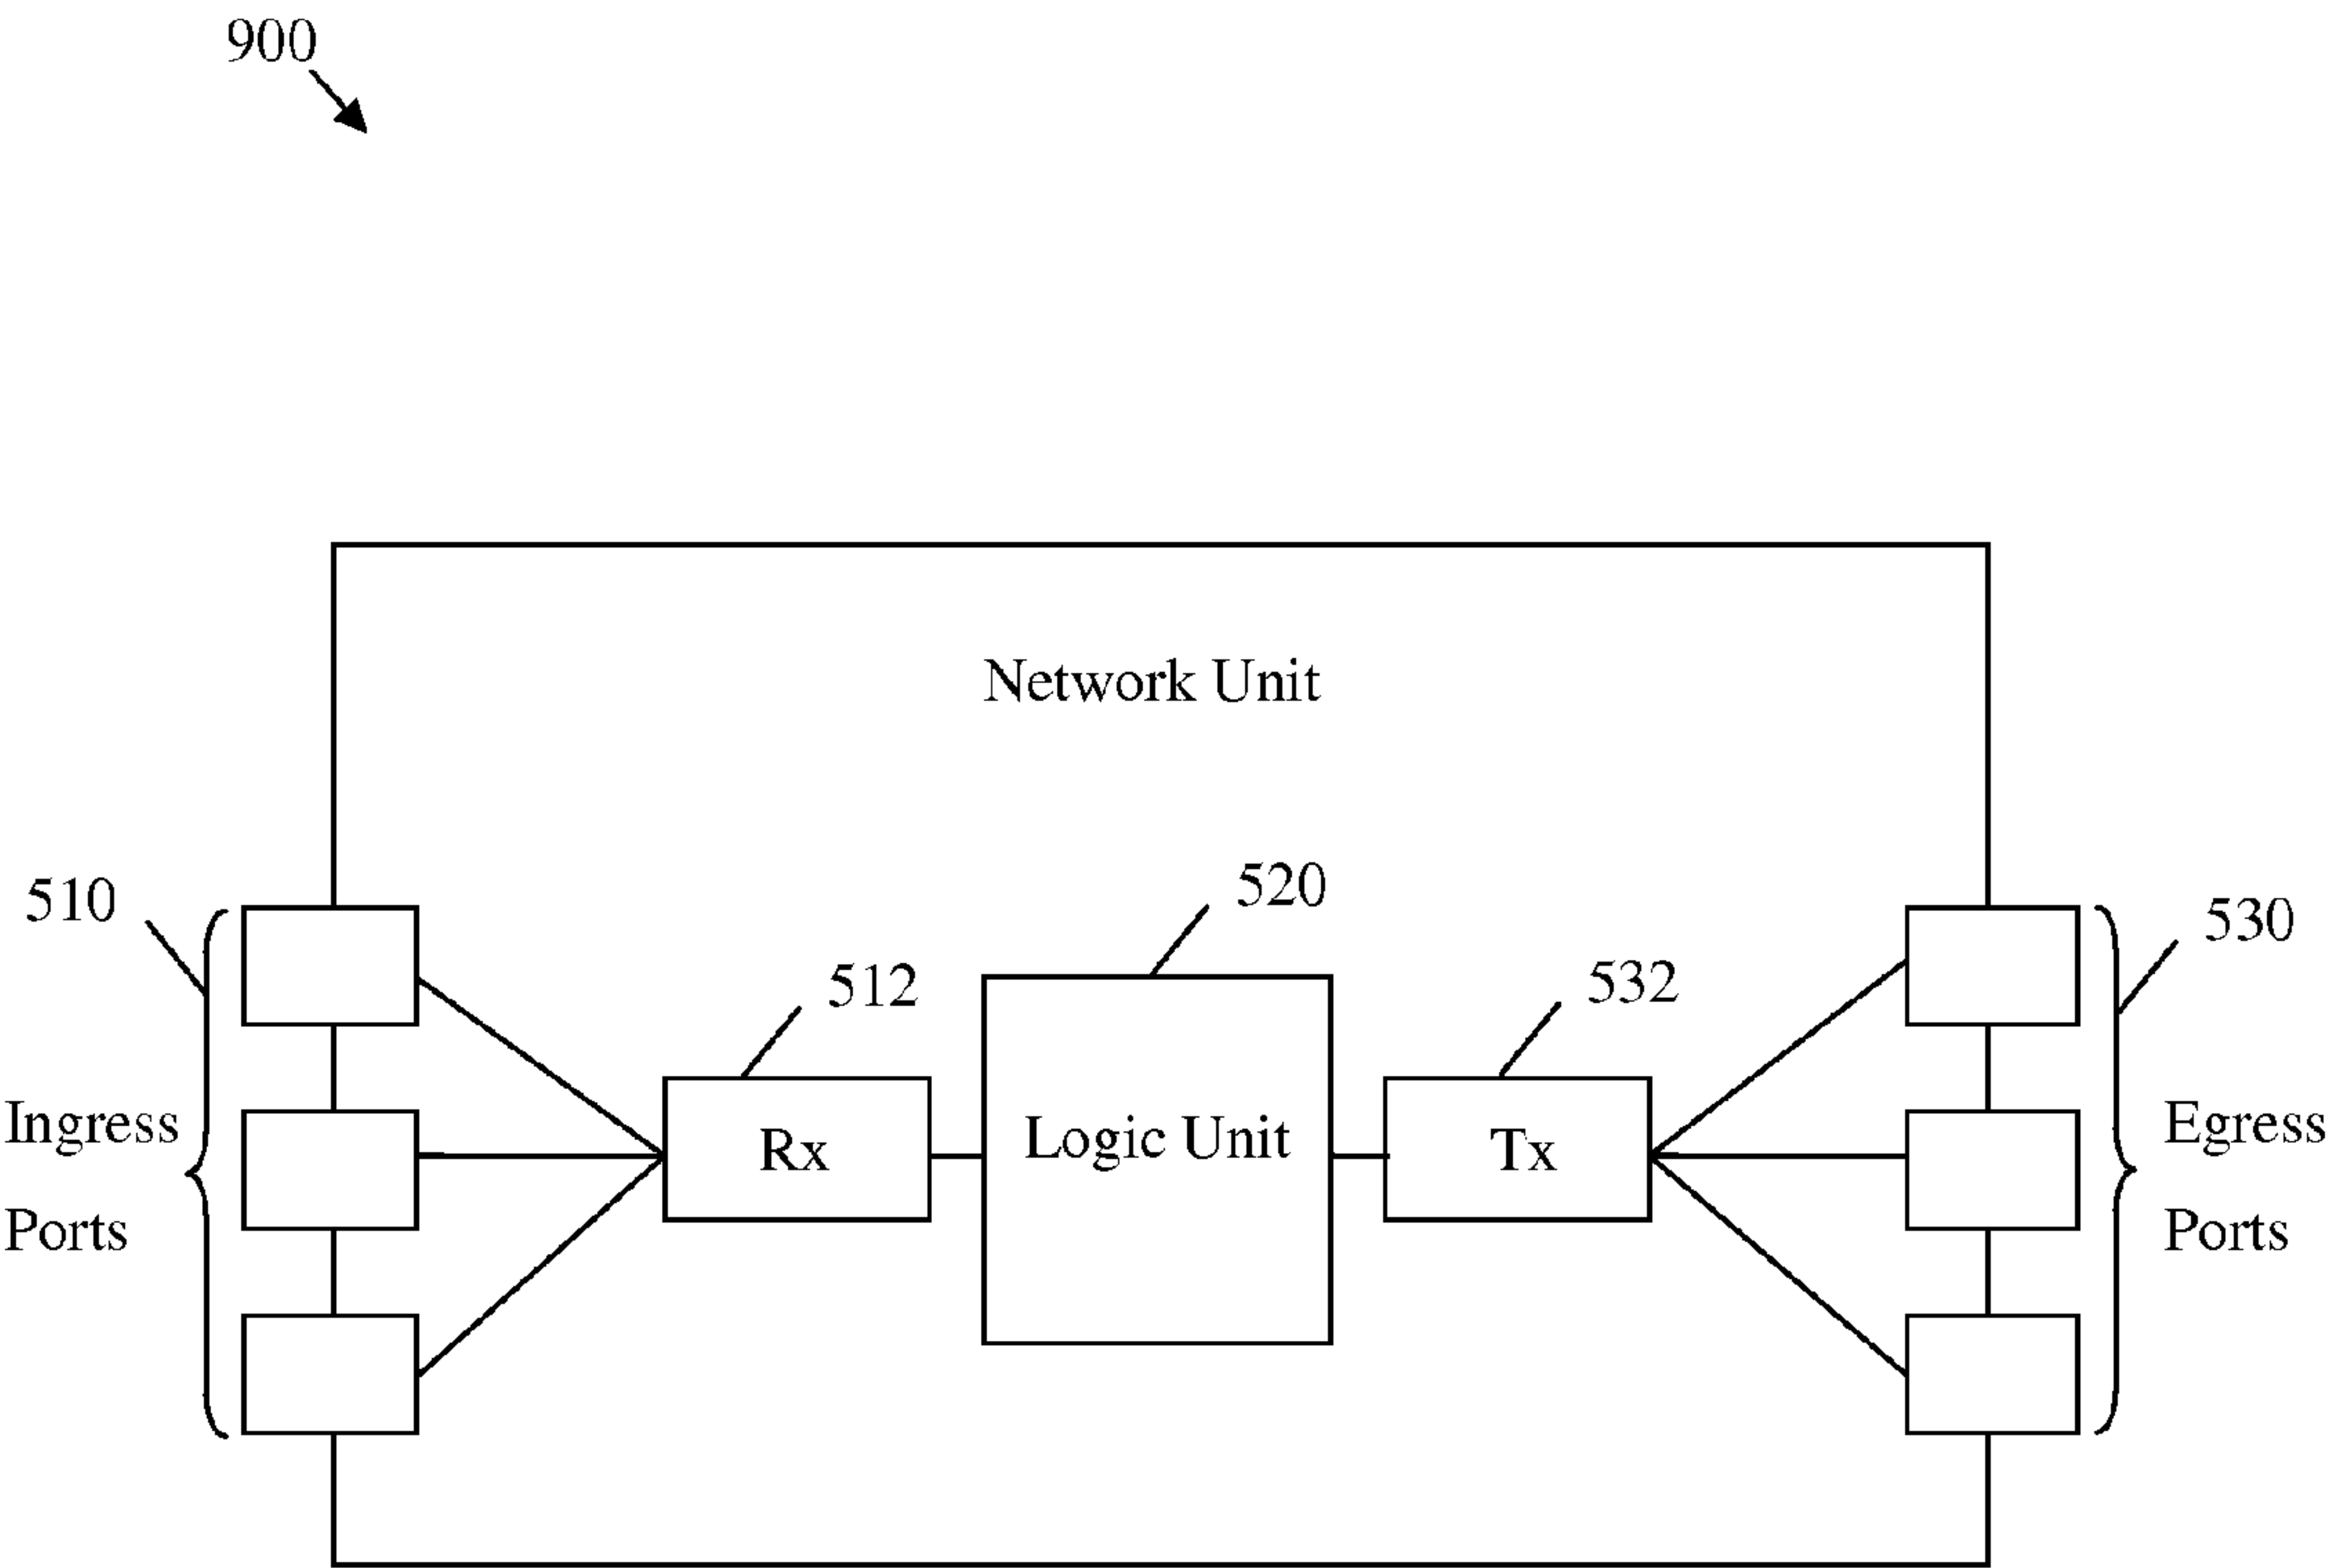 900
Network Unit
510
520
530
512
532
Ingress
Ports
Rx
Logic Unit
Tx
Egress
Ports